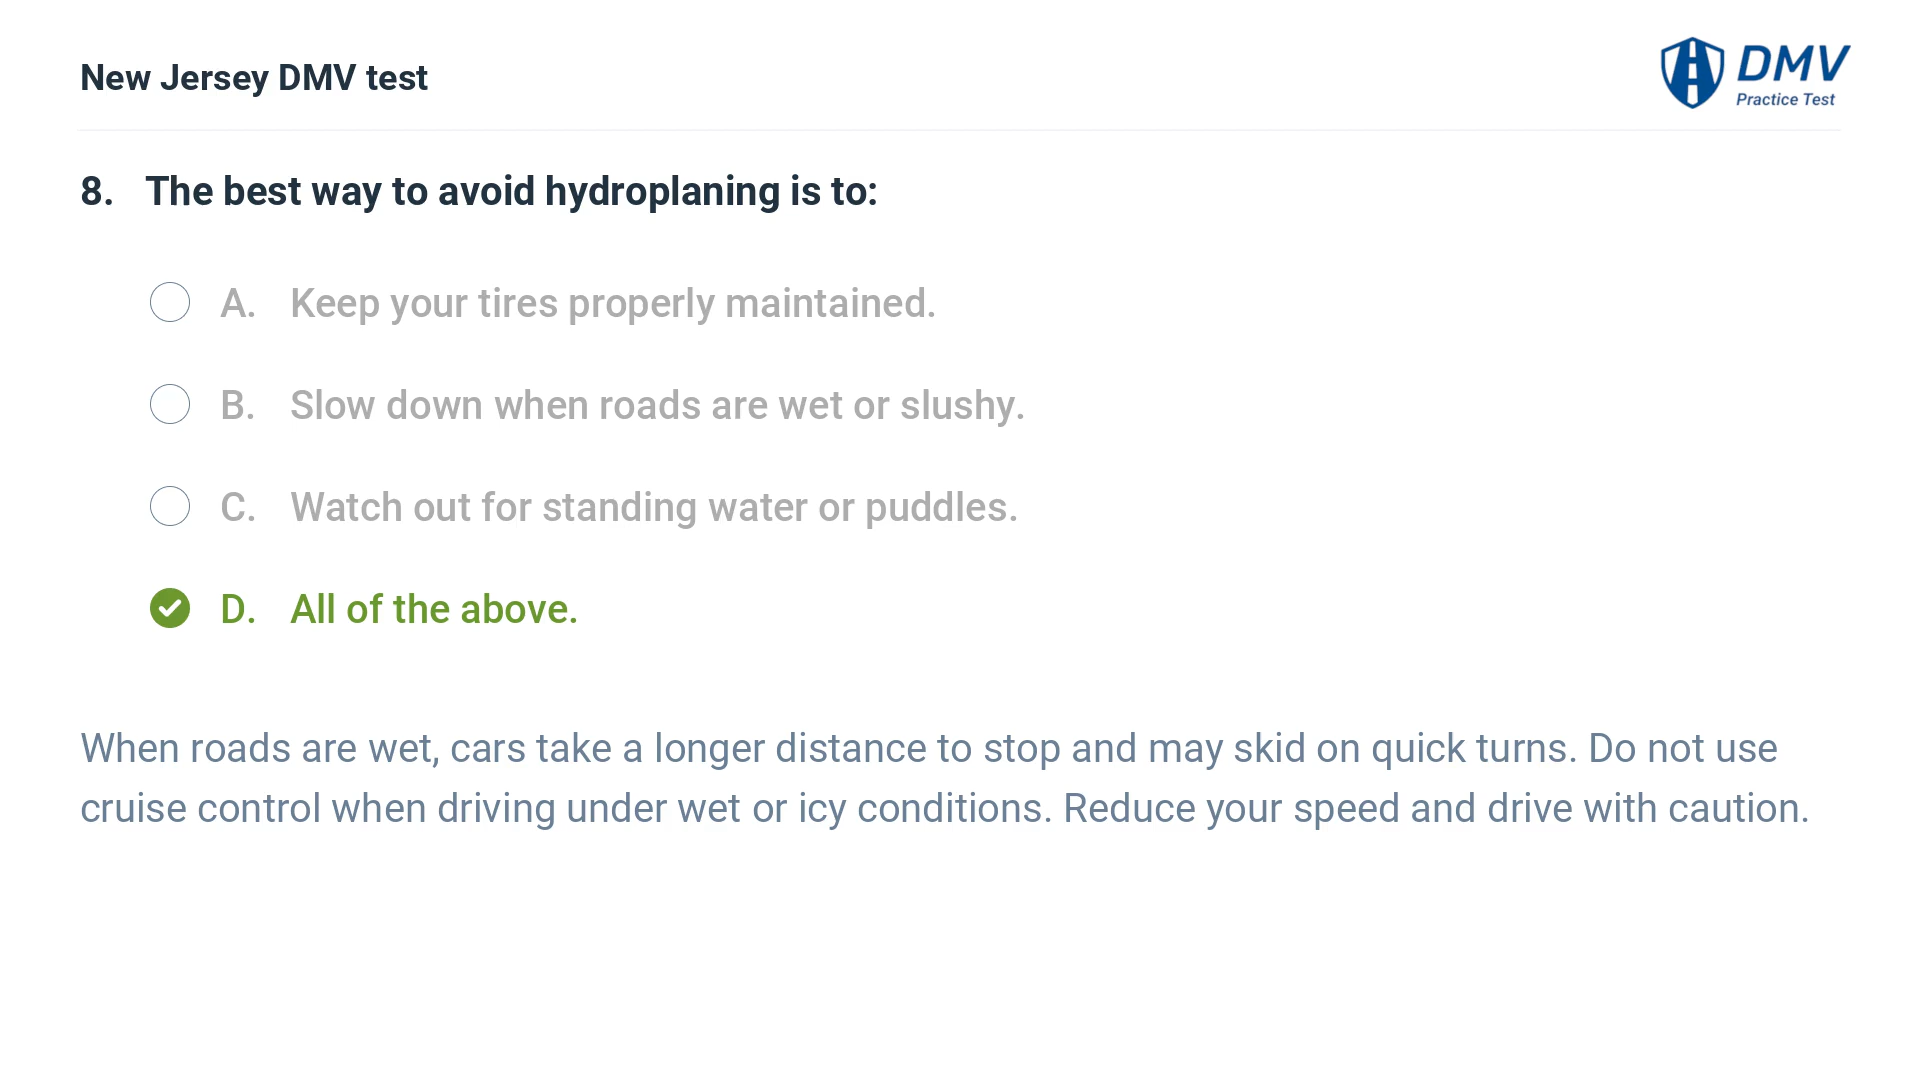 New Jersey DMV test
DMV
Practice Test
8. The best way to avoid hydroplaning is to:
A. Keep your tires properly maintained.
B. Slow down when roads are wet or slushy.
C. Watch out for standing water or puddles.
D. All of the above.
When roads are wet, cars take a longer distance to stop and may skid on quick turns. Do not use
cruise control when driving under wet or icy conditions. Reduce your speed and drive with caution.